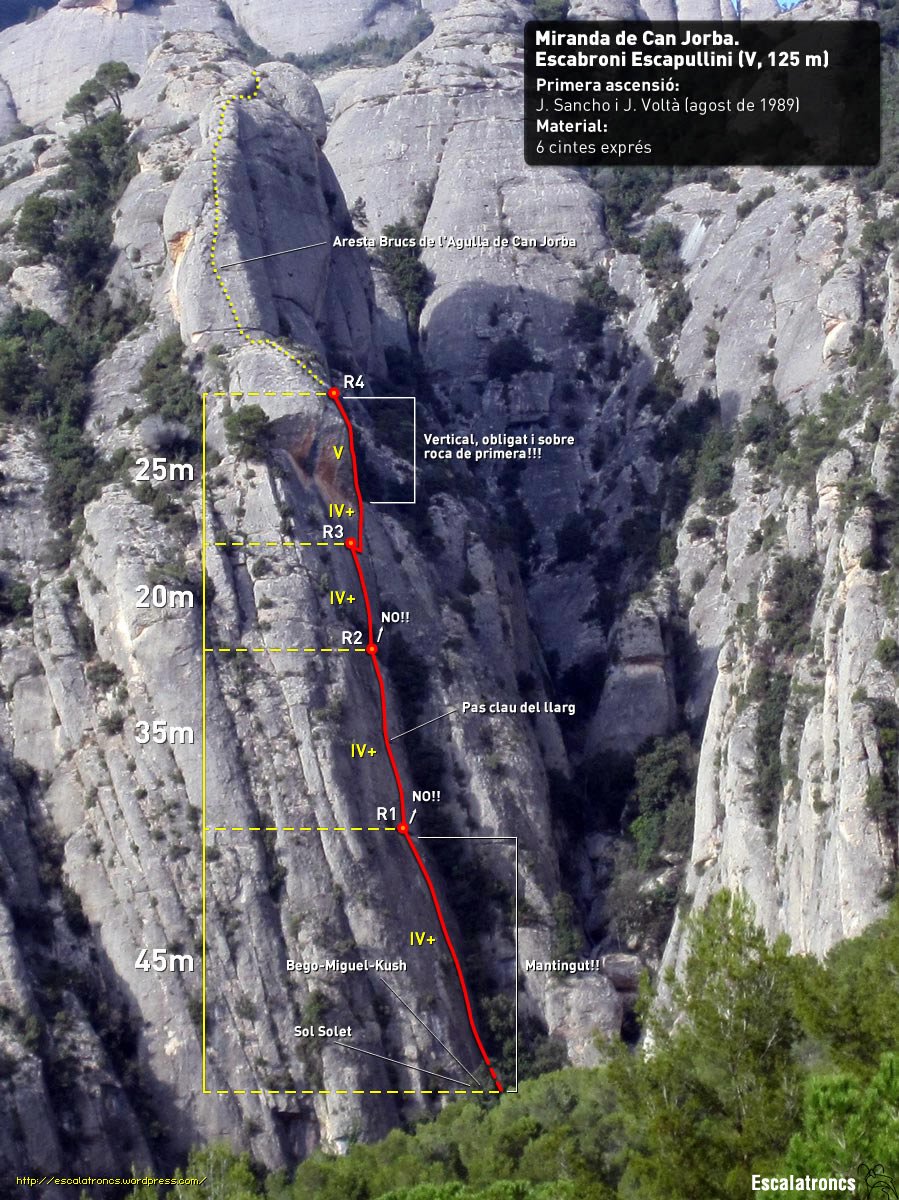 Miranda de Can Jorba.
Escabroni Escapullini (V, 125 m)
Primera ascensió:
J. Sancho i J. Voltà (agost de 1989)
Material:
6 cintes exprés
Aresta Brucs de l'Agulla de Can Jorba
R4
Vertical, obligat i sobre
roca de primera!!!
V
25m
IV+
R3
20m
IV+
NO!!
R2
Pas clau del llarg
35m
IV+
NO!!
R1
IV+
45m
Bego-Miguel-Kush
Mantingut!!
Sol Solet
http://escalatroncs.wordpress.com/
Escalatroncs